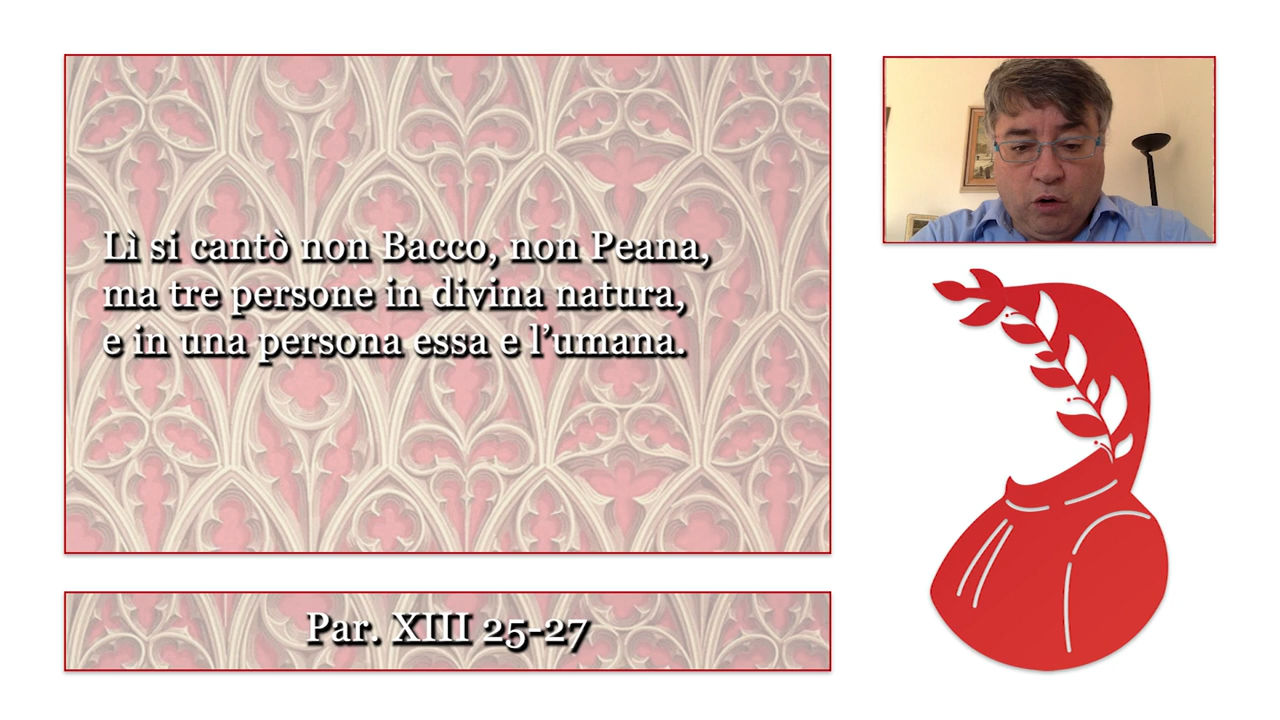 Lì si cantò non Bacco, non Peana,
ma tre persone in divina natura,
e in una persona essa e l’umana.
Par. XIII 25-27